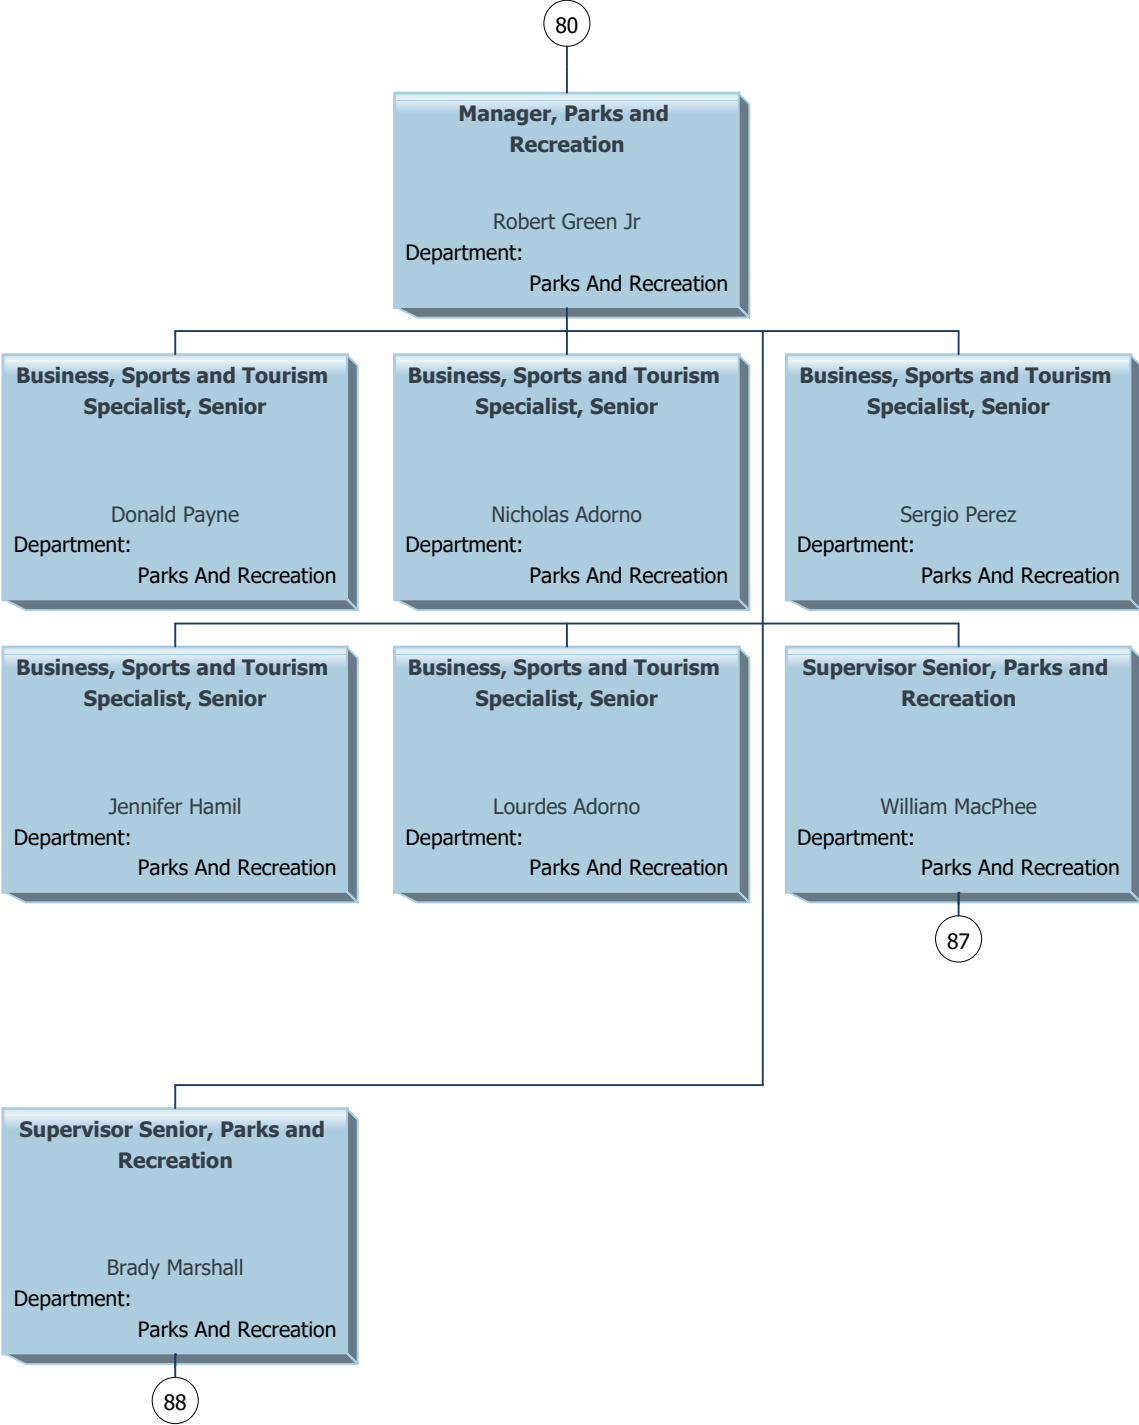 80
Manager, Parks and
Recreation
Robert Green Jr
Department:
Parks And Recreation
Business, Sports and Tourism
Specialist, Senior
Donald Payne
Department:
Parks And Recreation
Business, Sports and Tourism
Specialist, Senior
Nicholas Adorno
Department:
Parks And Recreation
Business, Sports and Tourism
Specialist, Senior
Sergio Perez
Department:
Parks And Recreation
Business, Sports and Tourism
Specialist, Senior
Jennifer Hamil
Department:
Parks And Recreation
Business, Sports and Tourism
Specialist, Senior
Lourdes Adorno
Department:
Parks And Recreation
Supervisor Senior, Parks and
Recreation
William MacPhee
Department:
Parks And Recreation
87
Supervisor Senior, Parks and
Recreation
Brady Marshall
Department:
Parks And Recreation
88